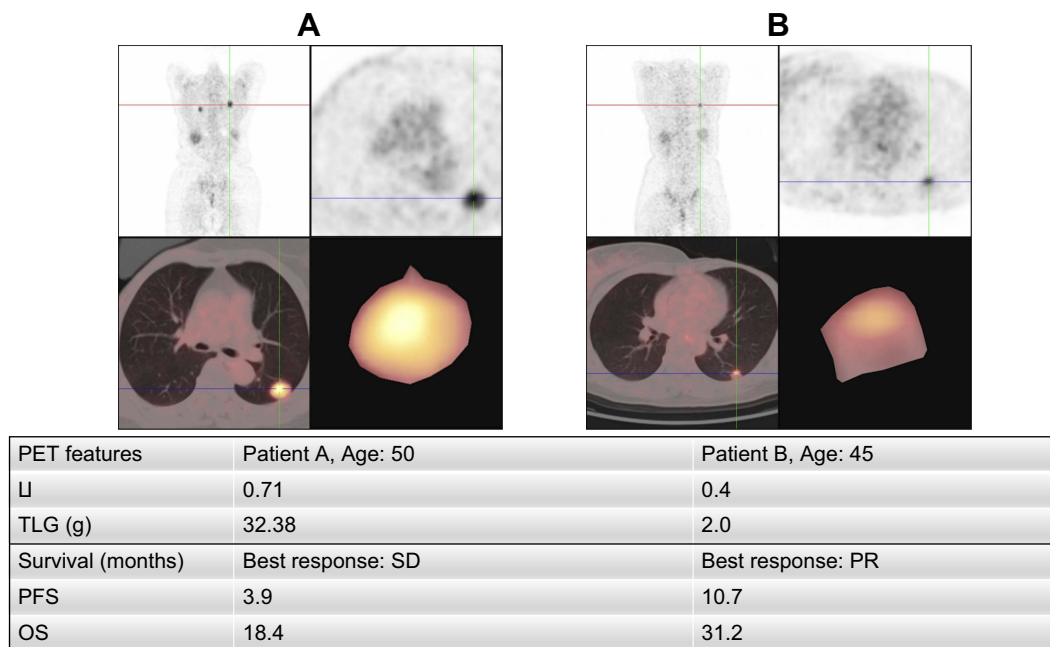 A
B
PET features Patient A, Age: 50 Patient B, Age: 45
LI 0.71 0.4
TLG (g) 32.38 2.0
Survival (months) Best response: SD Best response: PR
PFS 3.9 10.7
OS 18.4 31.2